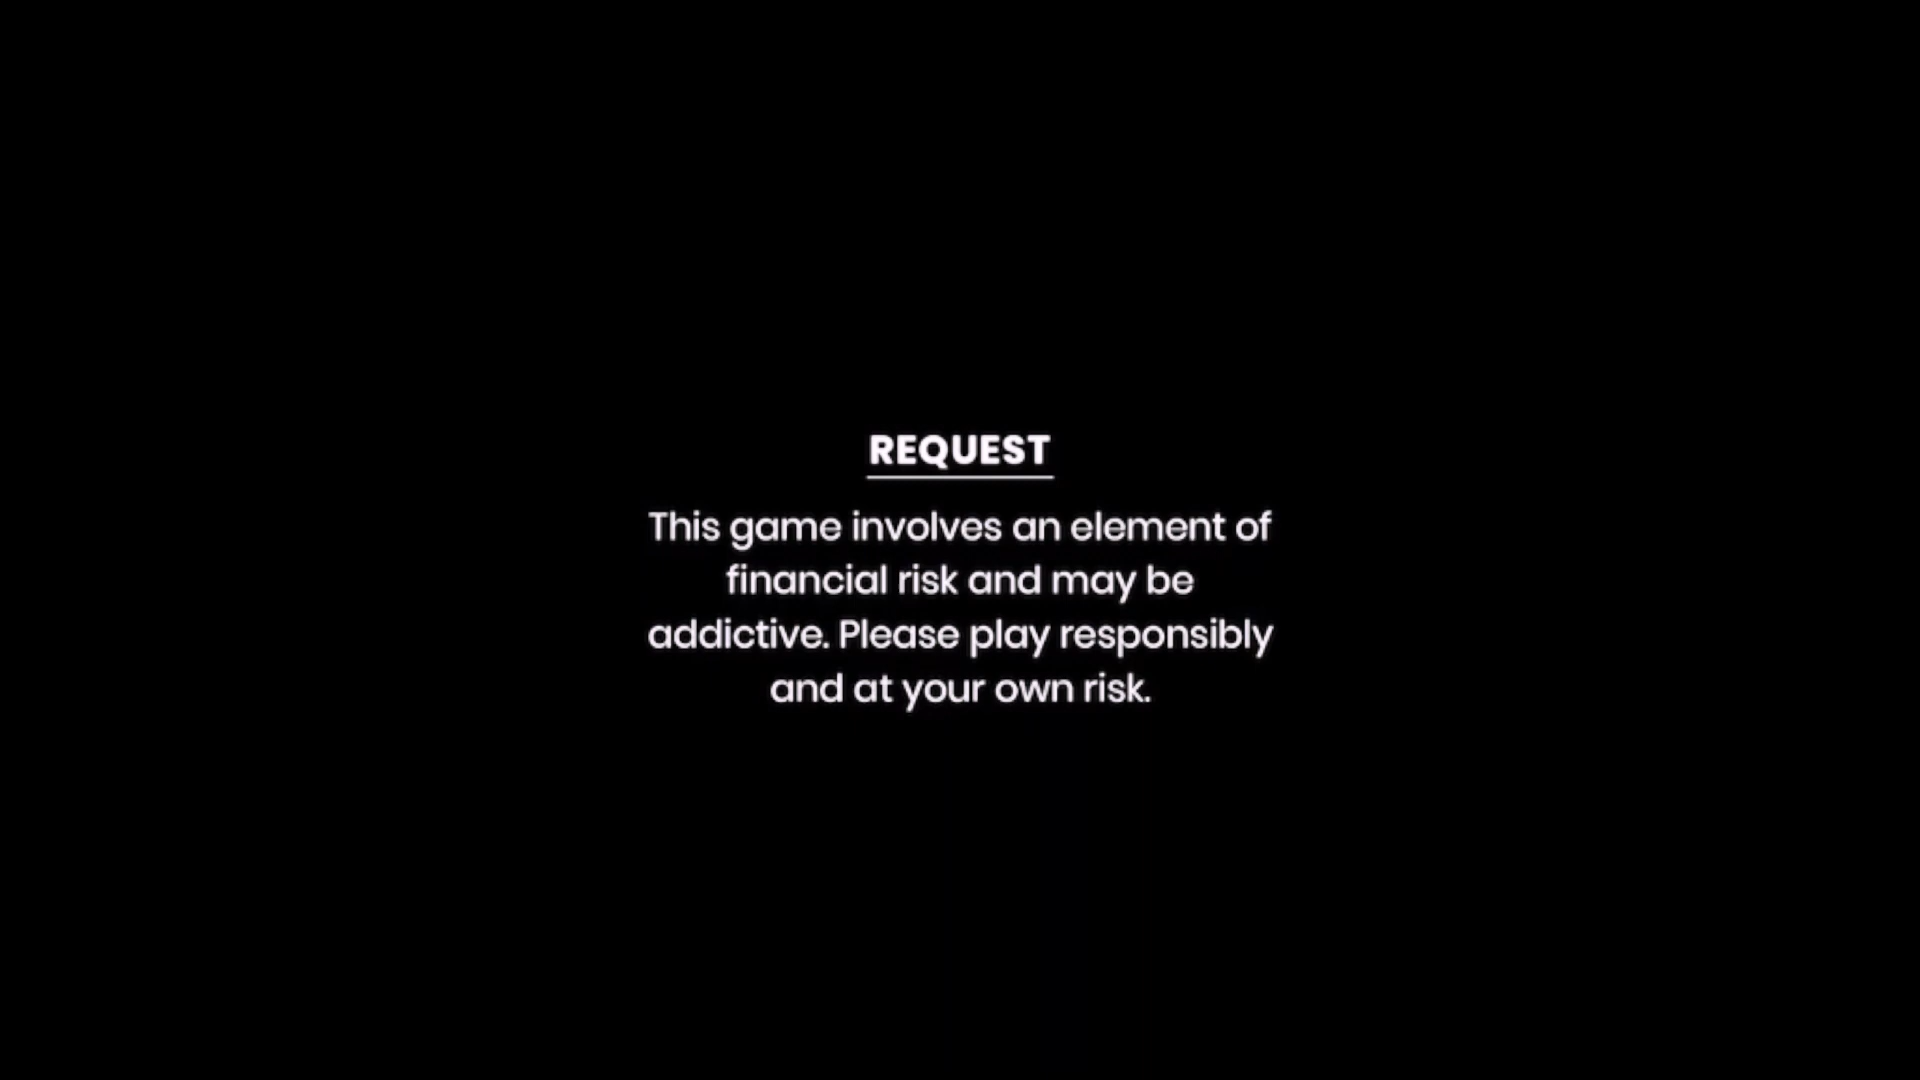 REQUEST
This game involves an element of
financial risk and may be
addictive. Please play responsibly
and at your own risk.